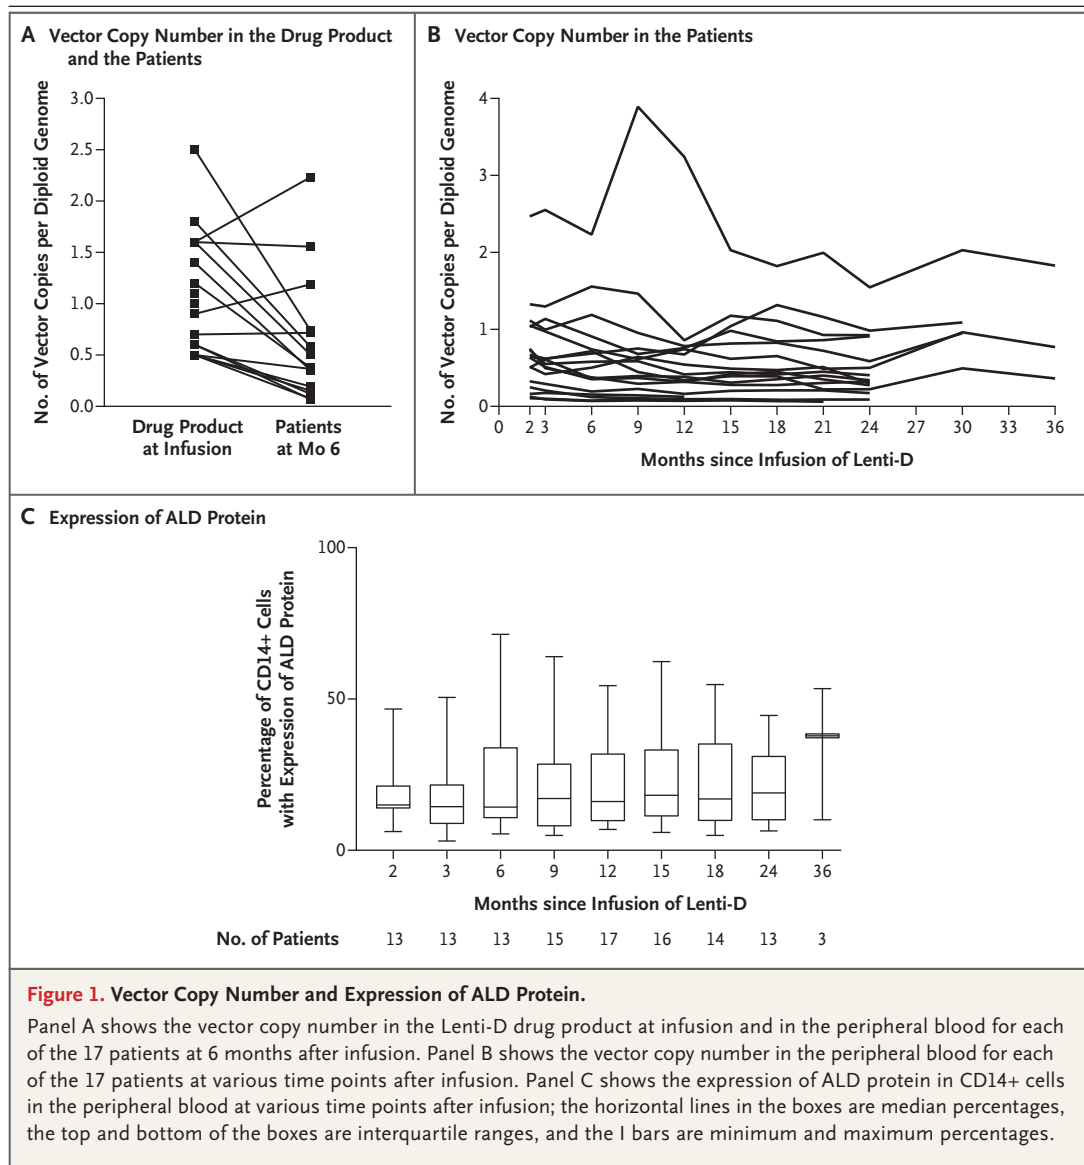 A Vector Copy Number in the Drug Product
and the Patients
No. of Vector Copies per Diploid Genome
3.0
2.5
2.0
1.5
1.0
0.5
0.0
Drug Product
at Infusion
Patients
at Mo 6
B Vector Copy Number in the Patients
No. of Vector Copies per Diploid Genome
4
3
2
1
0
0 2 3 6 9 12 15 18 21 24 27 30 33 36
Months since Infusion of Lenti-D
C Expression of ALD Protein
Percentage of CD14+ Cells
with Expression of ALD Protein
100
50
0
2 3 6 9 12 15 18 24 36
Months since Infusion of Lenti-D
No. of Patients 13 13 13 15 17 16 14 13 3
Figure 1. Vector Copy Number and Expression of ALD Protein.
Panel A shows the vector copy number in the Lenti-D drug product at infusion and in the peripheral blood for each
of the 17 patients at 6 months after infusion. Panel B shows the vector copy number in the peripheral blood for each
of the 17 patients at various time points after infusion. Panel C shows the expression of ALD protein in CD14+ cells
in the peripheral blood at various time points after infusion; the horizontal lines in the boxes are median percentages,
the top and bottom of the boxes are interquartile ranges, and the I bars are minimum and maximum percentages.